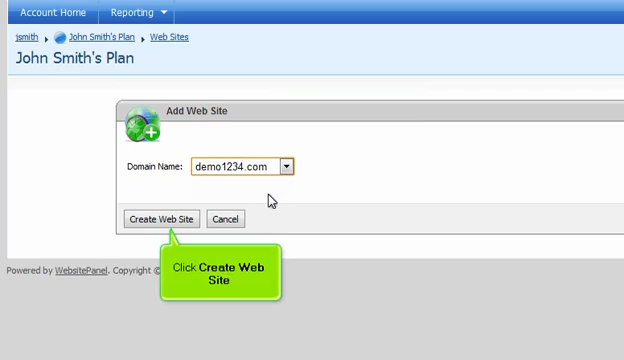 Account Home Reporting
jsmith John Smith's Plan Web Sites
John Smith's Plan
Add Web Site
Domain Name: demo1234.com
Create Web Site Cancel
Click Create Web
Site
Powered by WebsitePanel. Copyright ©